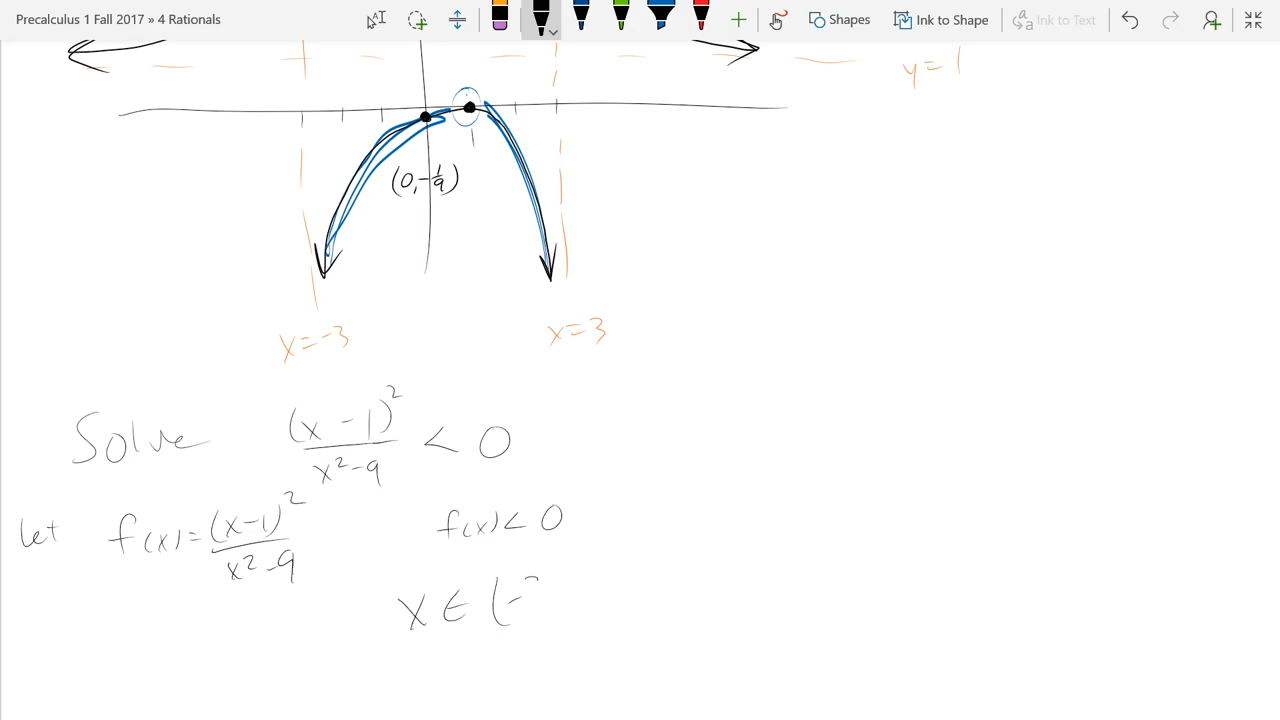 Precalculus 1 Fall 2017 » 4 Rationals
Shapes
Ink to Shape
Ink to Text
y = 1
1
(0, -1/9)
x = -3
x = 3
Solve (x - 1)² / x² - 9 < 0
let f(x) = (x-1)² / x² - 9
f(x) < 0
x ∈ (-